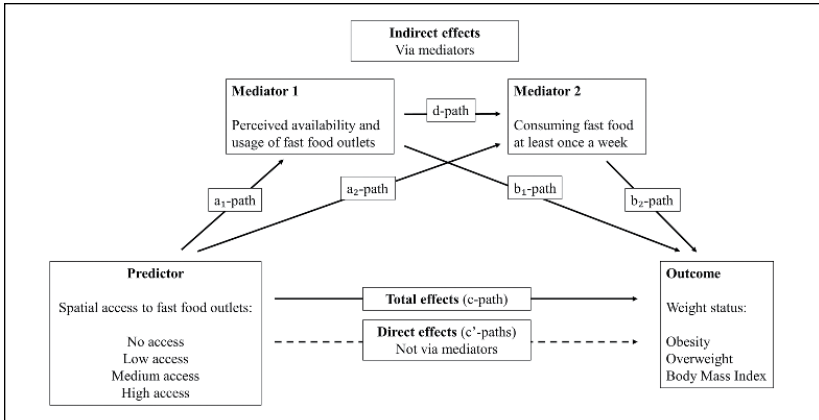 Indirect effects
Via mediators
Mediator 1
Perceived availability and
usage of fast food outlets
d-path
Mediator 2
Consuming fast food
at least once a week
a₁-path
a₂-path
b₁-path
b₂-path
Predictor
Spatial access to fast food outlets:
No access
Low access
Medium access
High access
Total effects (c-path)
Direct effects (c’-paths)
Not via mediators
Outcome
Weight status:
Obesity
Overweight
Body Mass Index